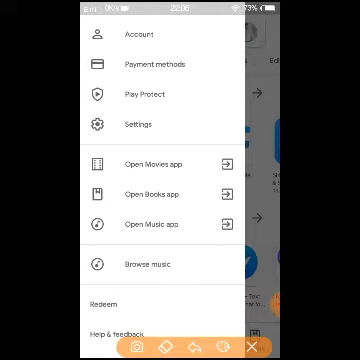 22:06 73%
Account
Payment methods
Play Protect
Settings
Open Movies app
Open Books app
Open Music app
Browse music
Redeem
Help & feedback